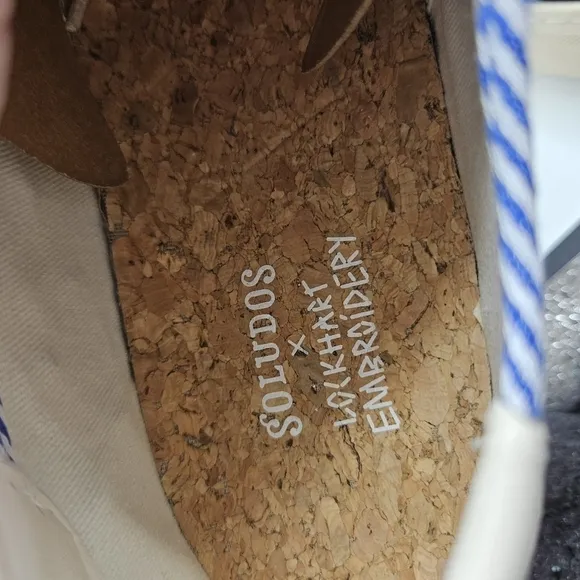 SOLUDOS
×
LOCKHART
EMBROIDERY